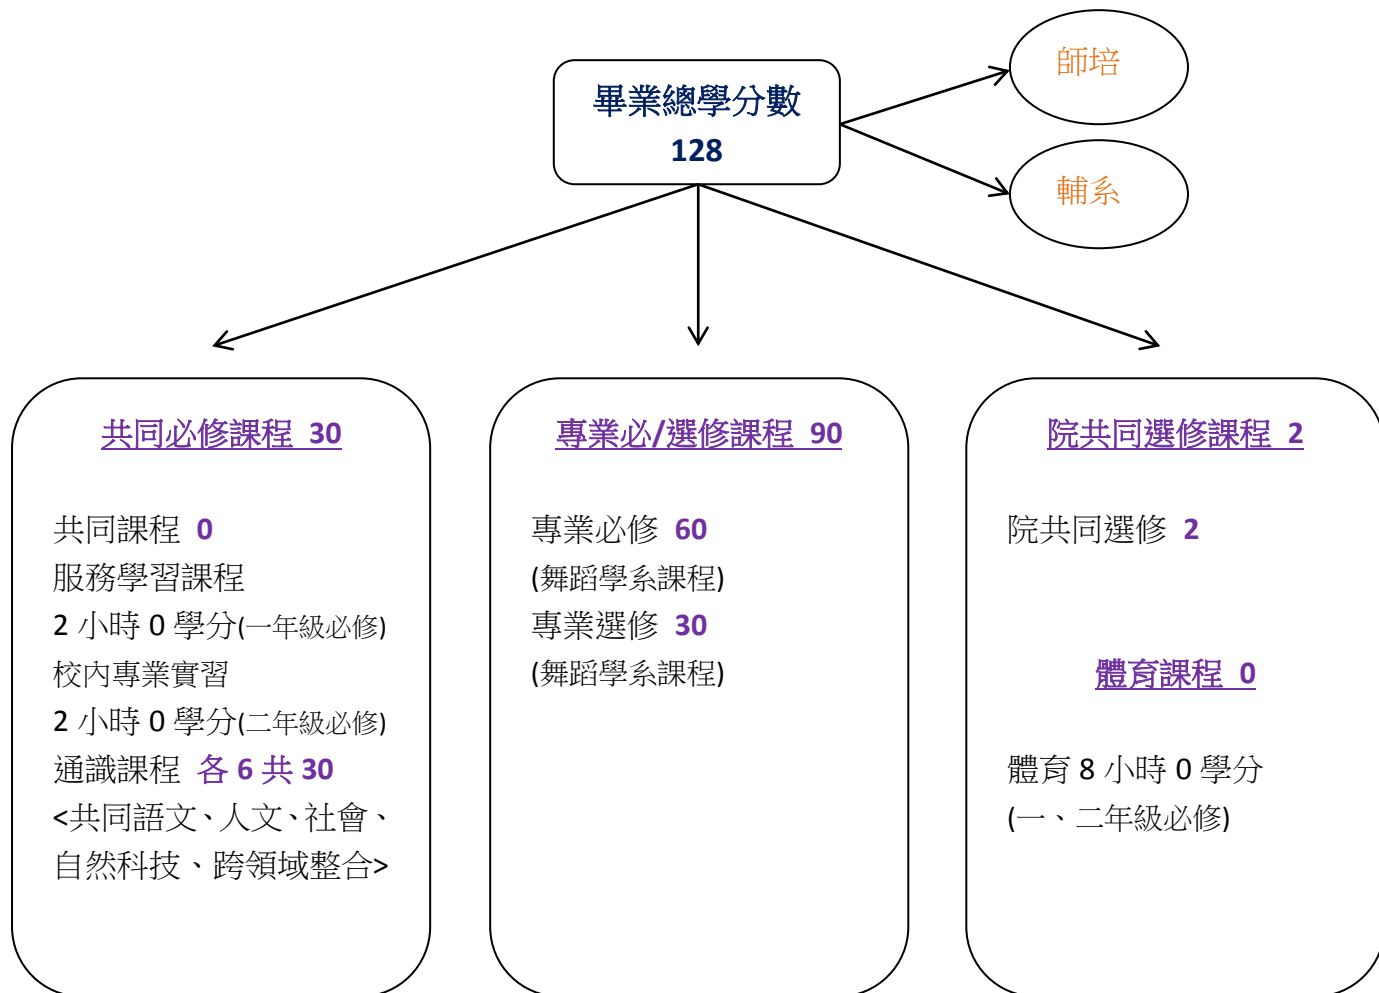 畢業總學分數
128
師培
輔系
共同必修課程 30
共同課程 0
服務學習課程
2 小時 0 學分(一年級必修)
校內專業實習
2 小時 0 學分(二年級必修)
通識課程 各 6 共 30
<共同語文、人文、社會、
自然科技、跨領域整合>
專業必/選修課程 90
專業必修 60
(舞蹈學系課程)
專業選修 30
(舞蹈學系課程)
院共同選修課程 2
院共同選修 2
體育課程 0
體育 8 小時 0 學分
(一、二年級必修)